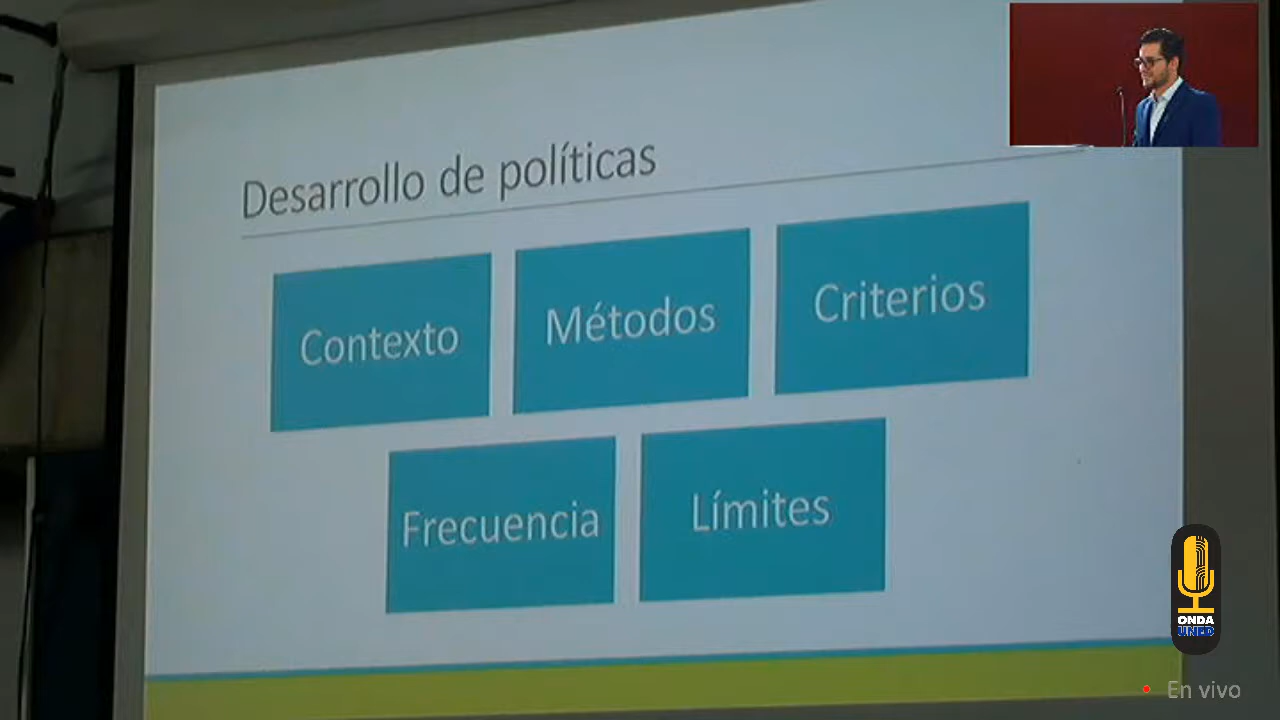 Desarrollo de políticas
Contexto
Métodos
Criterios
Frecuencia
Límites
ONDA
UNED
En vivo